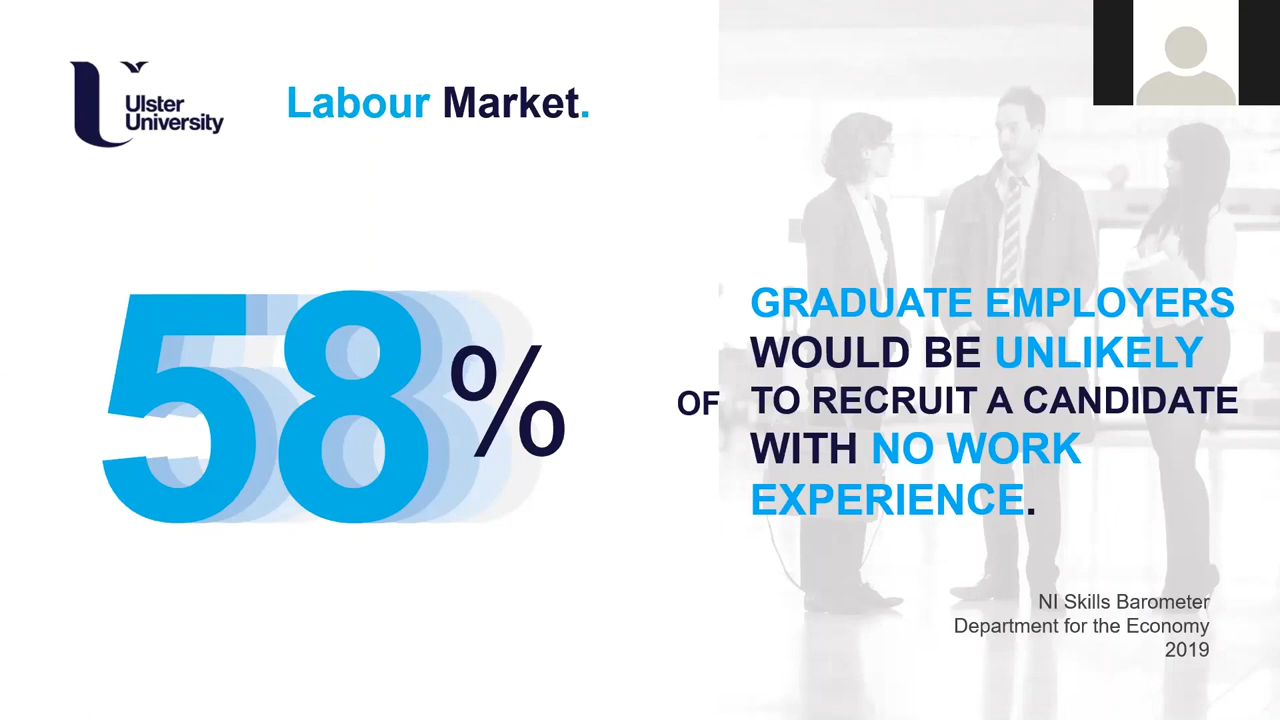 Ulster
University
Labour Market.
58%
OF
GRADUATE EMPLOYERS
WOULD BE UNLIKELY
TO RECRUIT A CANDIDATE
WITH NO WORK
EXPERIENCE.
NI Skills Barometer
Department for the Economy
2019